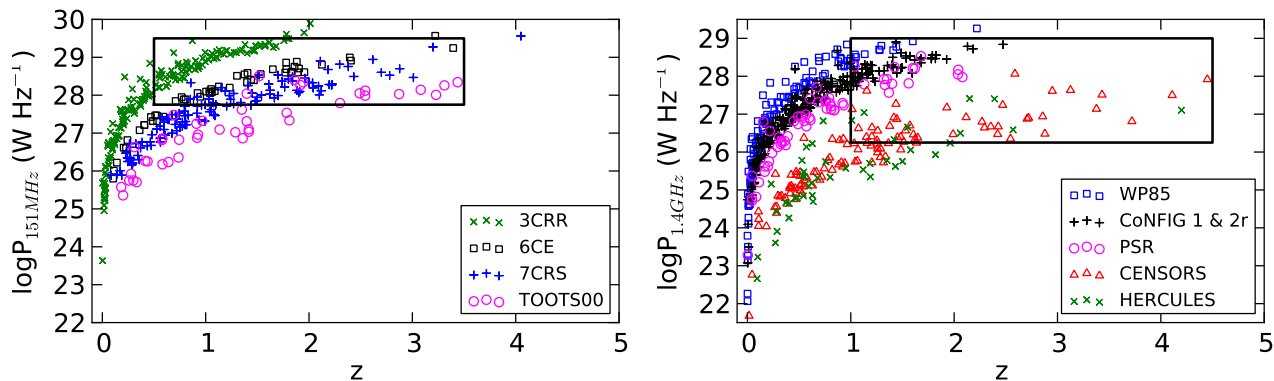 logP151MHz (W Hz−1)
30
29
28
27
26
25
24
23
22
0 1 2 3 4 5
z
3CRR
6CE
7CRS
TOOTS00
logP1.4GHz (W Hz−1)
29
28
27
26
25
24
23
22
0 1 2 3 4 5
z
WP85
CoNFIG 1 & 2r
PSR
CENSORS
HERCULES